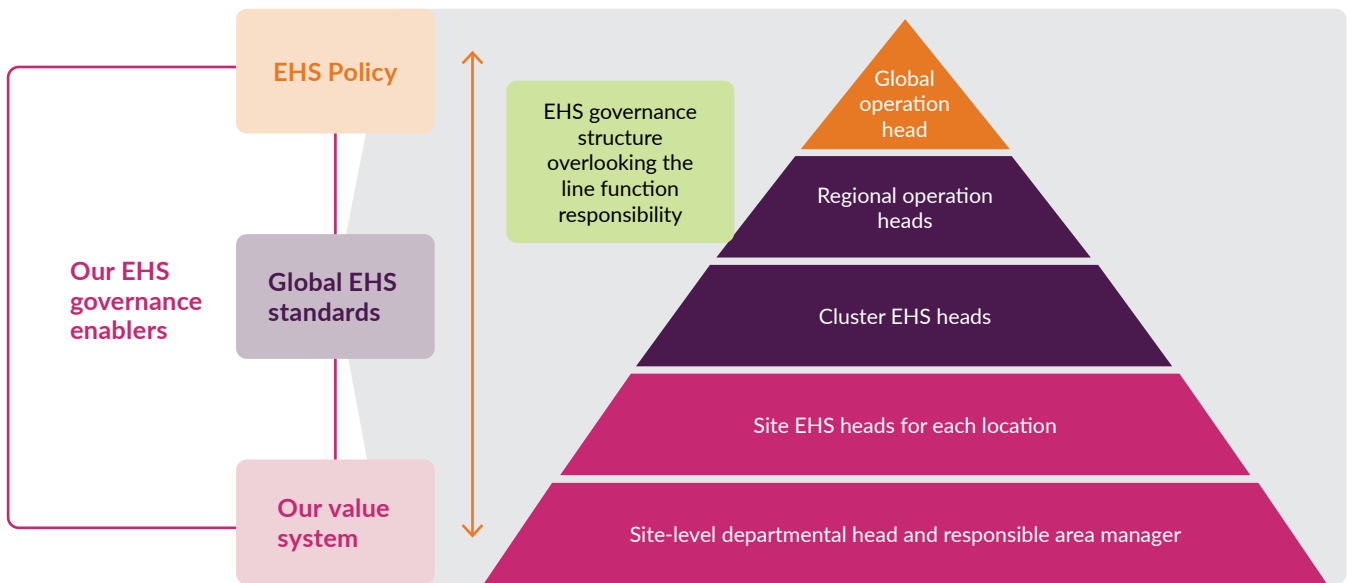 Our EHS
governance
enablers
EHS Policy
Global EHS
standards
Our value
system
EHS governance
structure
overlooking the
line function
responsibility
Global
operation
head
Regional operation
heads
Cluster EHS heads
Site EHS heads for each location
Site-level departmental head and responsible area manager